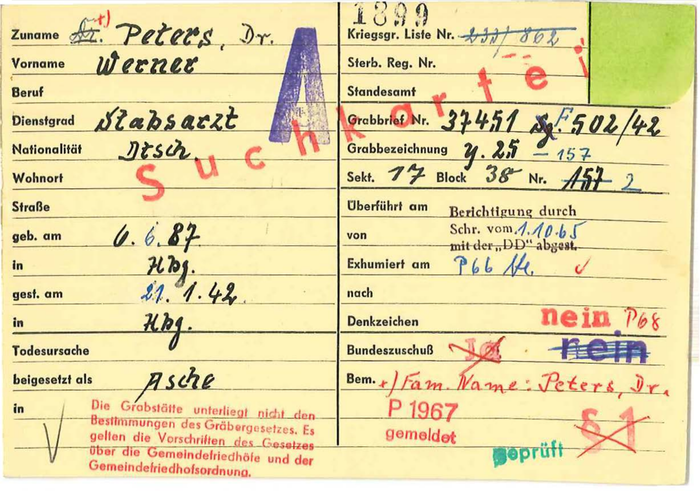 1899
Zuname Dr. +) Peters, Dr.
Vorname Werner
A
Beruf
Dienstgrad Stabsarzt
Nationalität Dtsch.
Wohnort
Suchkartei
Straße
geb. am 6.6.87
in Hbg.
gest. am 21.1.42.
in Hbg.
Todesursache
beigesetzt als Asche
in
Die Grabstätte unterliegt nicht den
Bestimmungen des Gräbergesetzes. Es
gelten die Vorschriften des Gesetzes
über die Gemeindefriedhöfe und der
Gemeindefriedhofsordnung.
Kriegsgr. Liste Nr. 233/862
Sterb. Reg. Nr.
Standesamt
Grabbrief Nr. 37451 F. 502/42
Grabbezeichnung y. 25 - 157
Sekt. 17 Block 38 Nr. 157 2
Überführt am
Berichtigung durch
von Schr. vom 1.10.65
mit der „DD" abgest.
Exhumiert am P66
nach
Denkzeichen nein P68
Bundeszuschuß Ja nein
Bem. +) Fam. Name: Peters, Dr.
P 1967
gemeldet
geprüft
§ 1